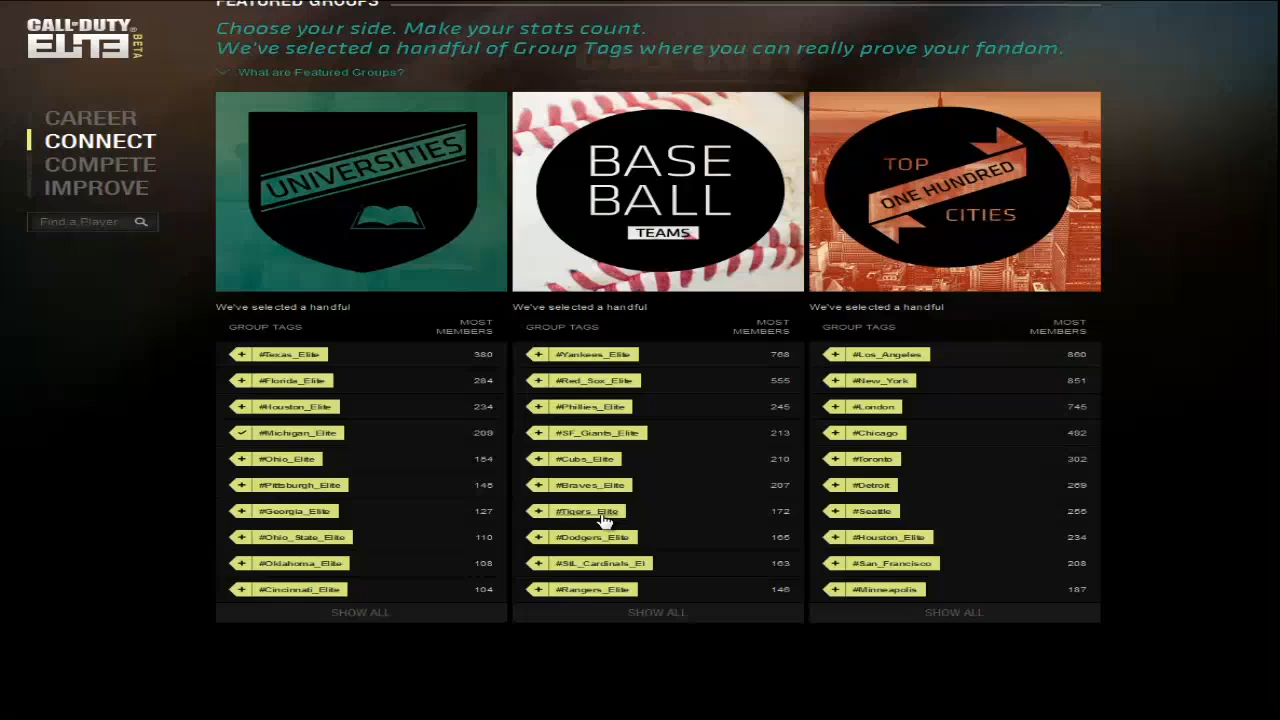 FEATURED GROUPS
CALL OF DUTY
ELITE BETA
Choose your side. Make your stats count.
We've selected a handful of Group Tags where you can really prove your fandom.
What are Featured Groups?
CAREER
CONNECT
COMPETE
IMPROVE
Find a Player
UNIVERSITIES
BASE
BALL
TEAMS
TOP
ONE HUNDRED
CITIES
We've selected a handful
GROUP TAGS MOST MEMBERS
#Texas_Elite 380
#Florida_Elite 284
#Houston_Elite 234
#Michigan_Elite 209
#Ohio_Elite 154
#Pittsburgh_Elite 145
#Georgia_Elite 127
#Ohio_State_Elite 110
#Oklahoma_Elite 108
#Cincinnati_Elite 104
SHOW ALL
We've selected a handful
GROUP TAGS MOST MEMBERS
#Yankees_Elite 768
#Red_Sox_Elite 555
#Phillies_Elite 245
#SF_Giants_Elite 213
#Cubs_Elite 210
#Braves_Elite 207
#Tigers_Elite 172
#Dodgers_Elite 165
#StL_Cardinals_El 163
#Rangers_Elite 146
SHOW ALL
We've selected a handful
GROUP TAGS MOST MEMBERS
#Los_Angeles 860
#New_York 851
#London 745
#Chicago 492
#Toronto 302
#Detroit 269
#Seattle 256
#Houston_Elite 234
#San_Francisco 208
#Minneapolis 187
SHOW ALL